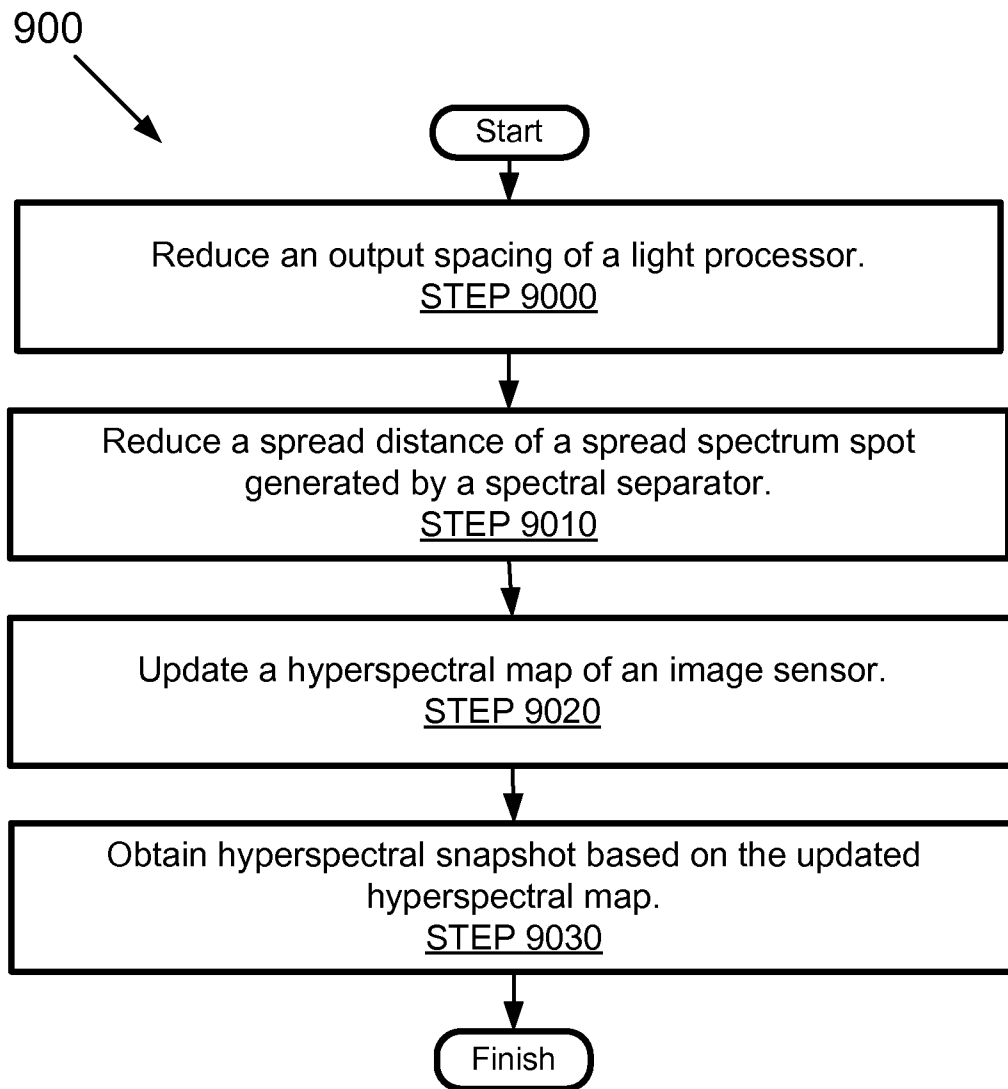 900
Start
Reduce an output spacing of a light processor.
STEP 9000
Reduce a spread distance of a spread spectrum spot
generated by a spectral separator.
STEP 9010
Update a hyperspectral map of an image sensor.
STEP 9020
Obtain hyperspectral snapshot based on the updated
hyperspectral map.
STEP 9030
Finish